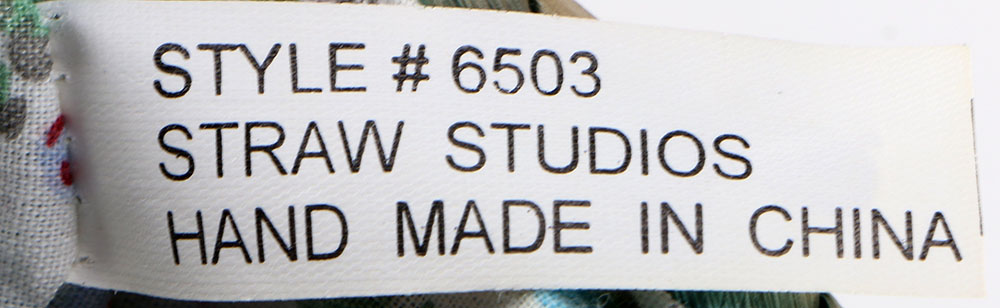 STYLE # 6503
STRAW STUDIOS
HAND MADE IN CHINA